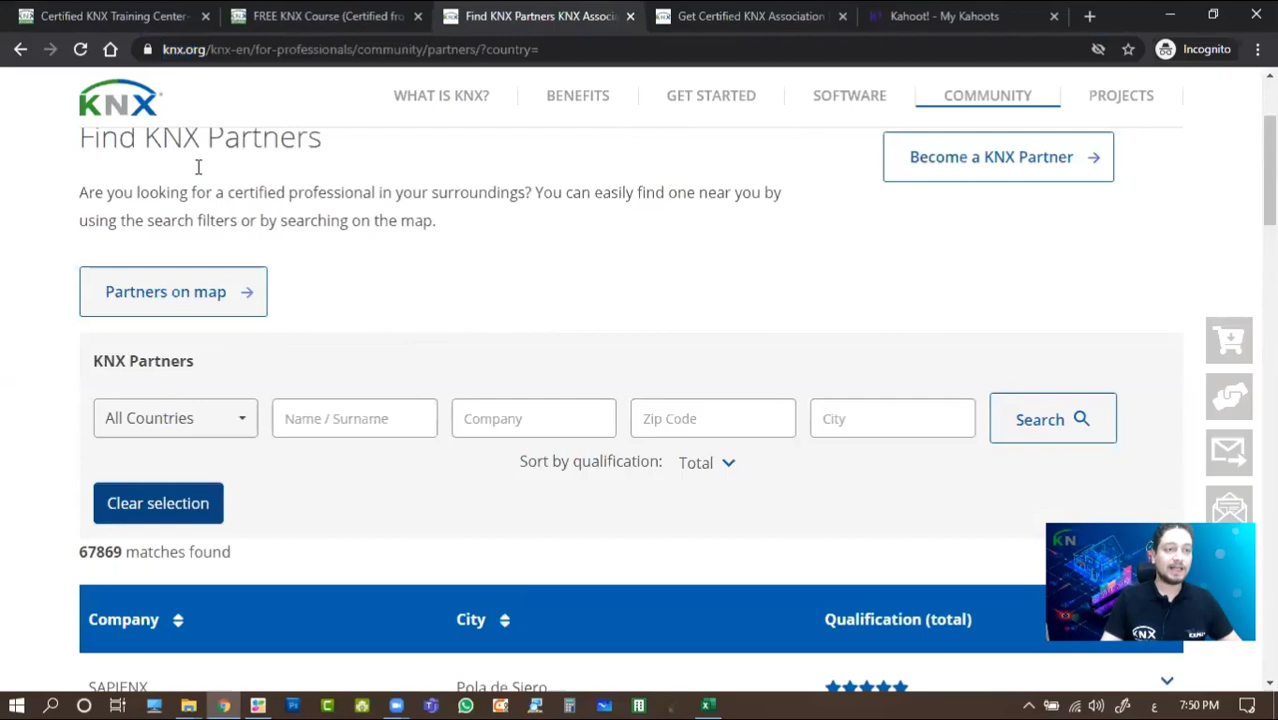 Certified KNX Training Center-
FREE KNX Course (Certified fro
Find KNX Partners KNX Associ
Get Certified KNX Association
Kahoot! - My Kahoots
knx.org/knx-en/for-professionals/community/partners/?country=
Incognito
KNX
WHAT IS KNX?
BENEFITS
GET STARTED
SOFTWARE
COMMUNITY
PROJECTS
Find KNX Partners
Become a KNX Partner
Are you looking for a certified professional in your surroundings? You can easily find one near you by
using the search filters or by searching on the map.
Partners on map
KNX Partners
All Countries
Name / Surname
Company
Zip Code
City
Search
Sort by qualification: Total
Clear selection
67869 matches found
Company
City
Qualification (total)
SAPIENX
Pola de Siero
KN
KNX
7:50 PM